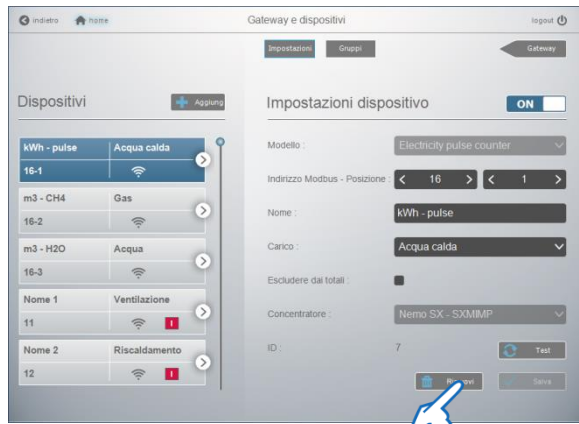 indietro home Gateway e dispositivi logout
Impostazioni Gruppi Gateway
Dispositivi Aggiung Impostazioni dispositivo ON
kWh - pulse Acqua calda
16-1
m3 - CH4 Gas
16-2
m3 - H2O Acqua
16-3
Nome 1 Ventilazione
11 I
Nome 2 Riscaldamento
12 I
Modello : Electricity pulse counter
Indirizzo Modbus - Posizione : 16 1
Nome : kWh - pulse
Carico : Acqua calda
Escludere dai totali :
Concentratore : Nemo SX - SXMIMP
ID : 7 Test
Salva